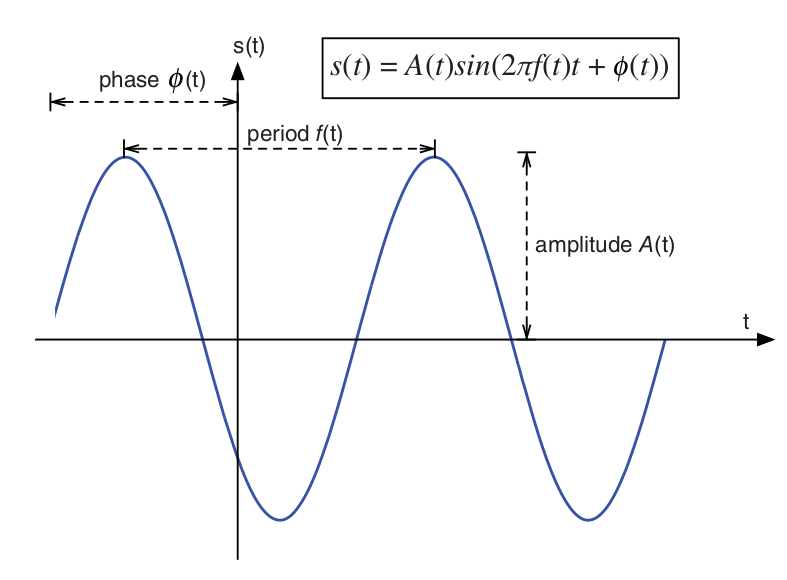 s(t)
s(t) = A(t)sin(2πf(t)t + ϕ(t))
phase ϕ(t)
period f(t)
amplitude A(t)
t